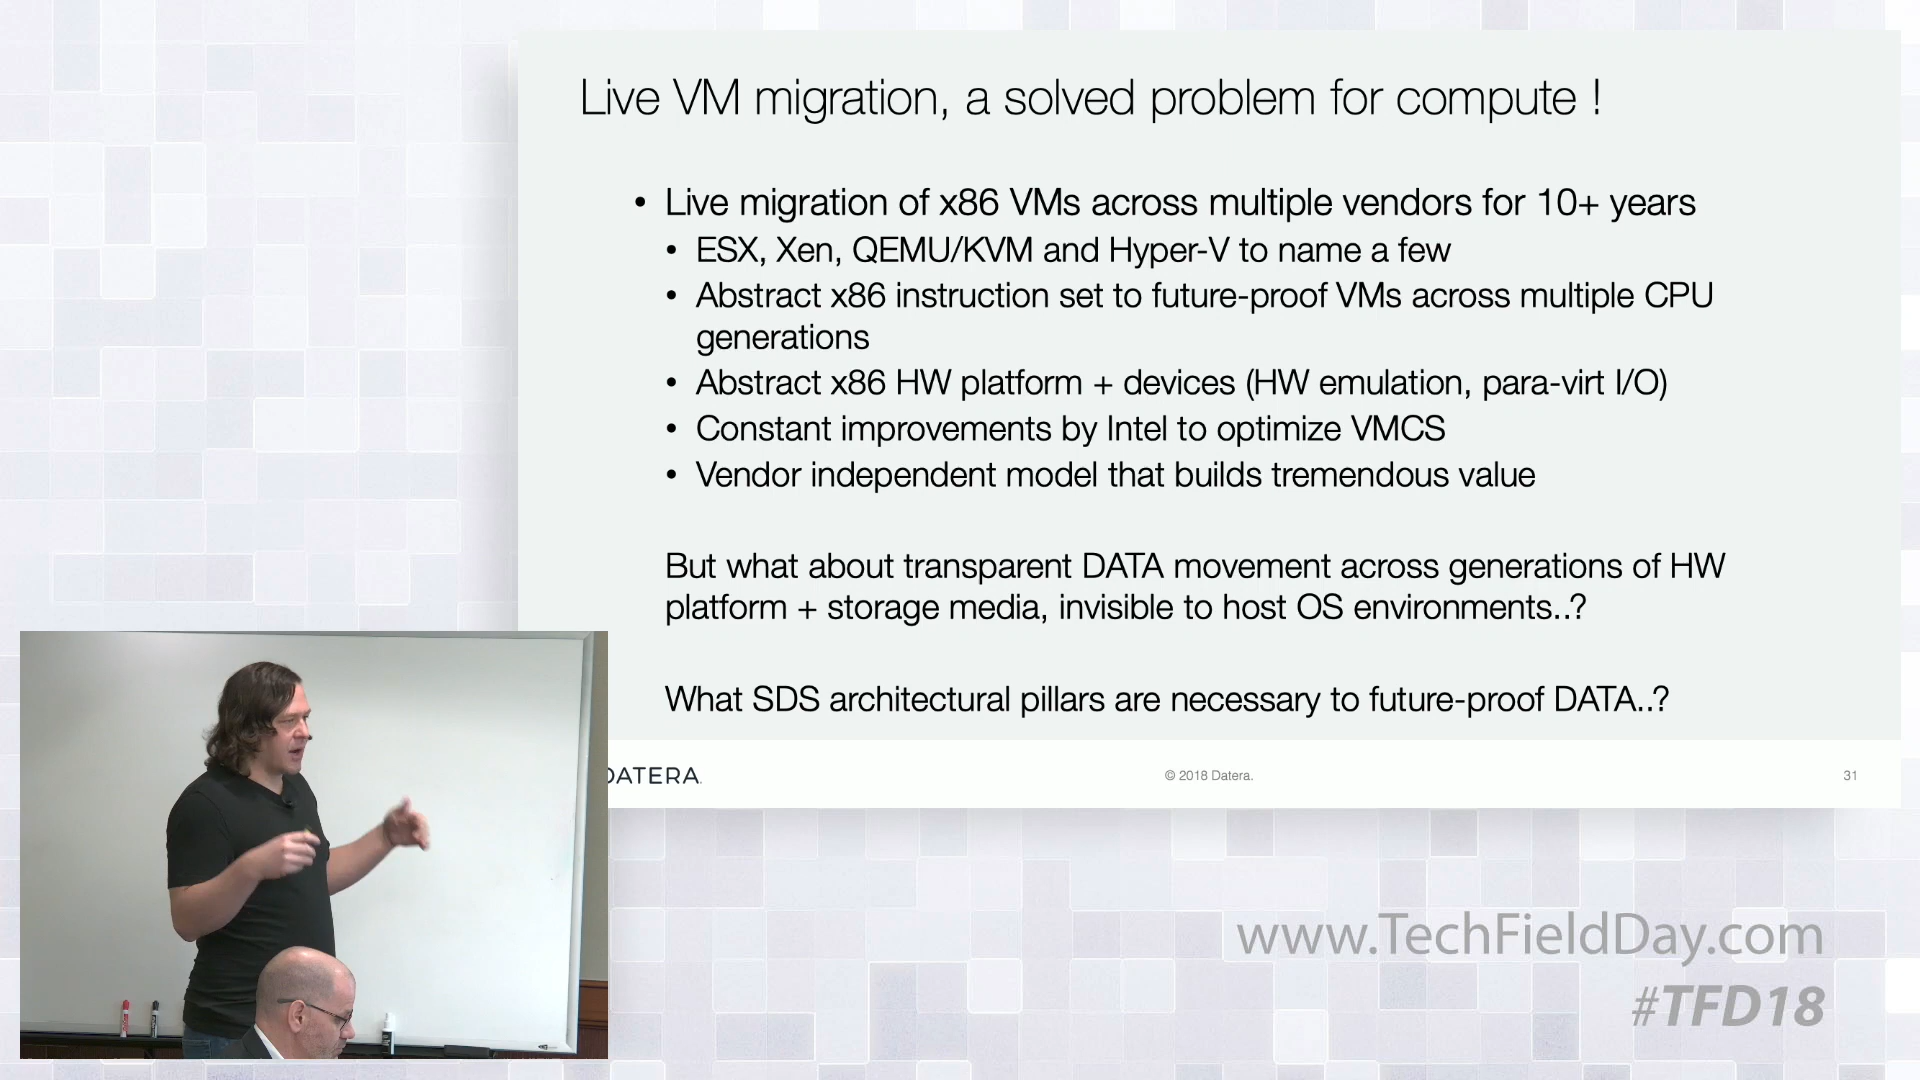 Live VM migration, a solved problem for compute !
• Live migration of x86 VMs across multiple vendors for 10+ years
• ESX, Xen, QEMU/KVM and Hyper-V to name a few
• Abstract x86 instruction set to future-proof VMs across multiple CPU
generations
• Abstract x86 HW platform + devices (HW emulation, para-virt I/O)
• Constant improvements by Intel to optimize VMCS
• Vendor independent model that builds tremendous value
But what about transparent DATA movement across generations of HW
platform + storage media, invisible to host OS environments..?
What SDS architectural pillars are necessary to future-proof DATA..?
DATERA.
© 2018 Datera.
31
www.TechFieldDay.com
#TFD18